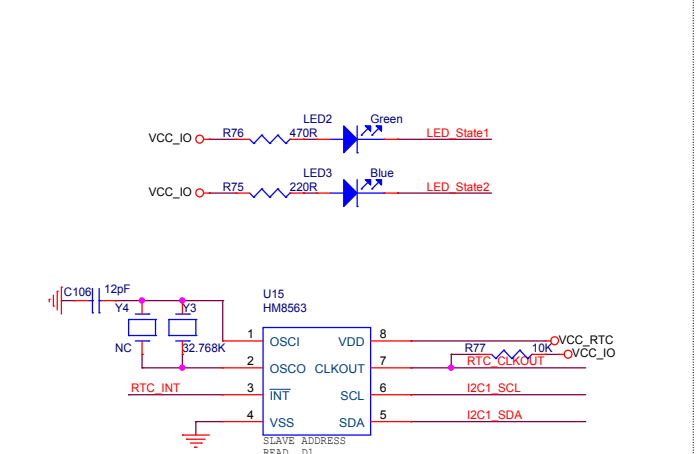 LED2 Green
VCC_IO R76 470R LED_State1
LED3 Blue
VCC_IO R75 220R LED_State2
C106 12pF
Y4 Y3
NC 32.768K
U15
HM8563
1 OSCI VDD 8 VCC_RTC
R77 10K VCC_IO
2 OSCO CLKOUT 7 RTC_CLKOUT
RTC_INT 3 INT SCL 6 I2C1_SCL
4 VSS SDA 5 I2C1_SDA
SLAVE ADDRESS
READ D1